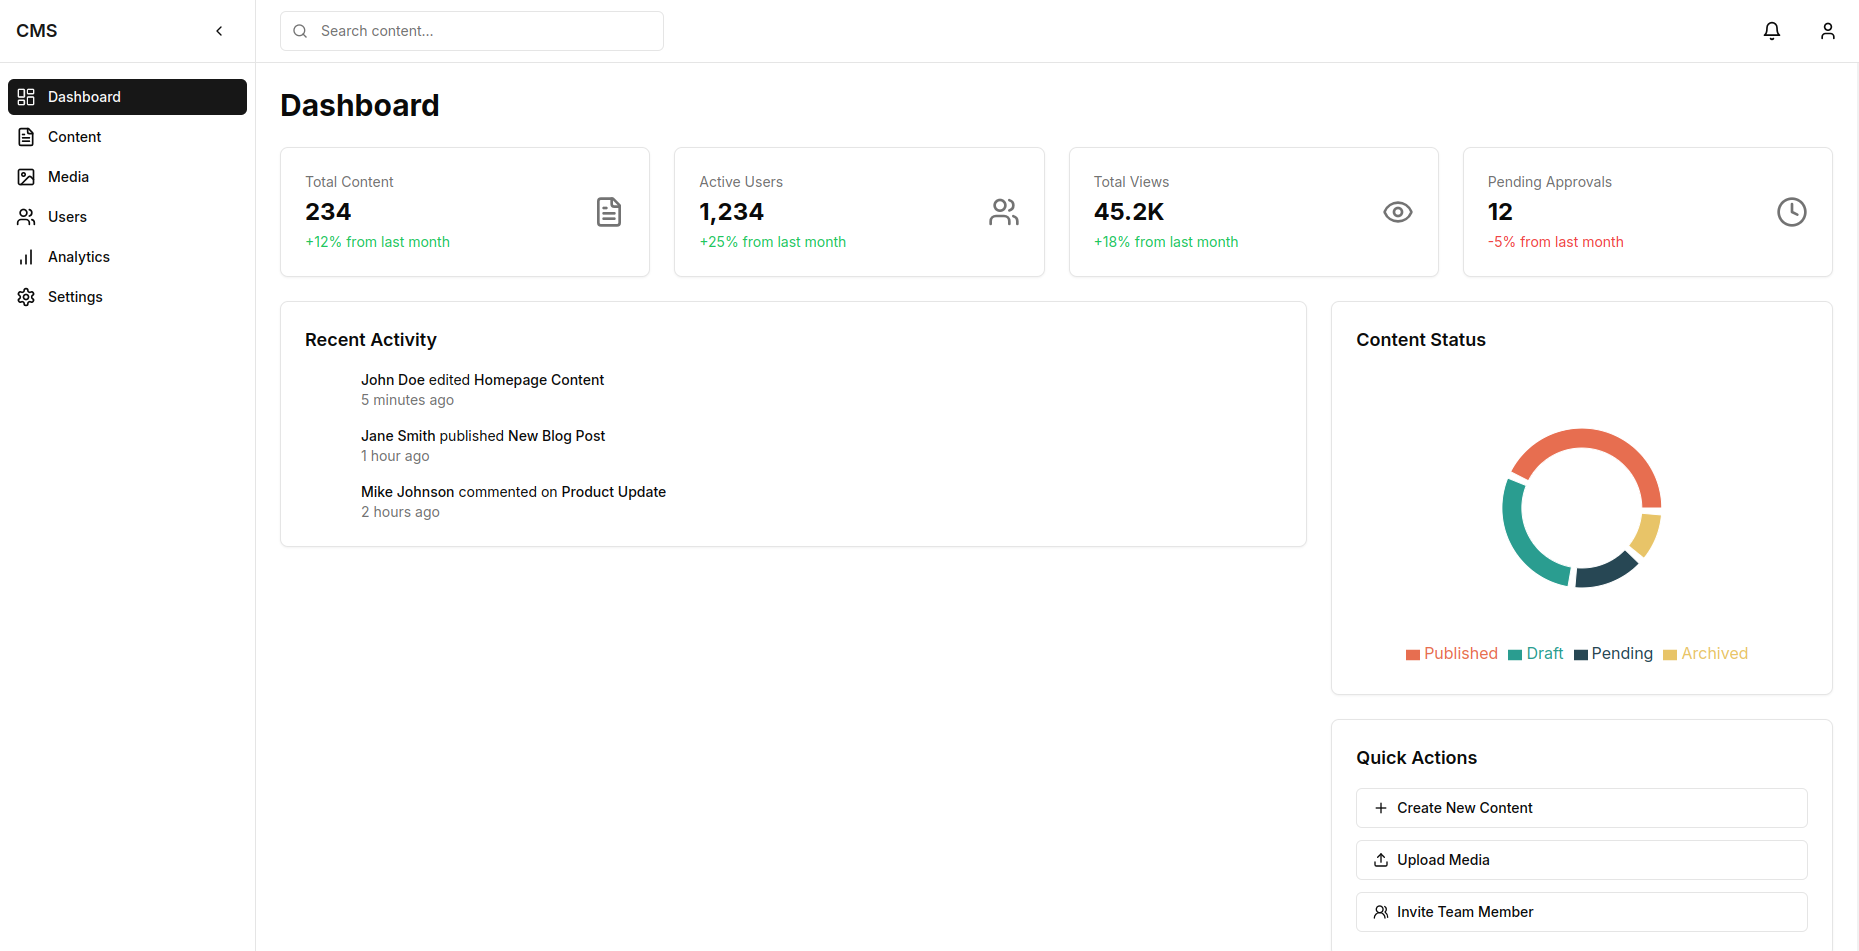 CMS
Search content...
Dashboard
Content
Media
Users
Analytics
Settings
Dashboard
Total Content
234
+12% from last month
Active Users
1,234
+25% from last month
Total Views
45.2K
+18% from last month
Pending Approvals
12
-5% from last month
Recent Activity
John Doe edited Homepage Content
5 minutes ago
Jane Smith published New Blog Post
1 hour ago
Mike Johnson commented on Product Update
2 hours ago
Content Status
Published Draft Pending Archived
Quick Actions
Create New Content
Upload Media
Invite Team Member